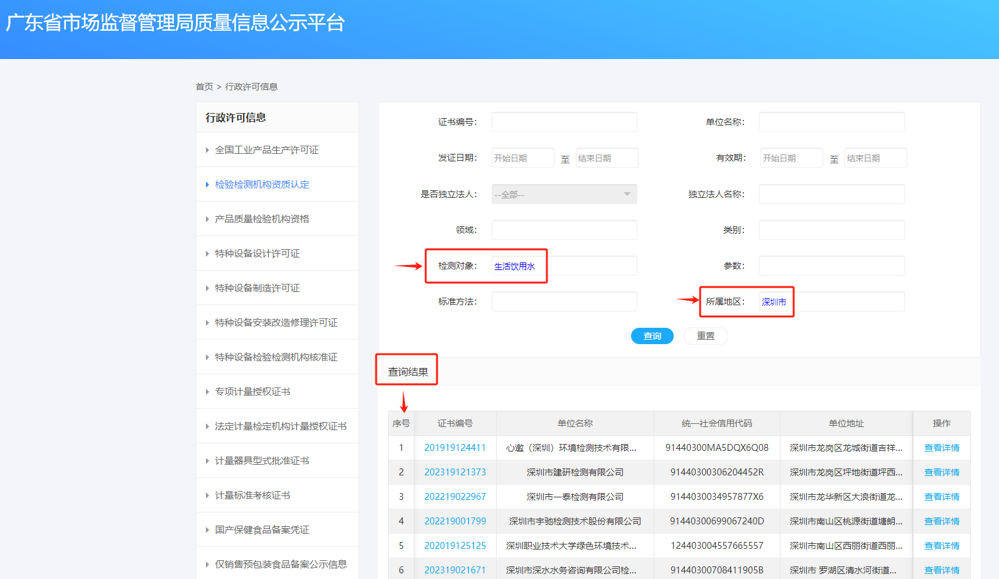 广东省市场监督管理局质量信息公示平台
首页 > 行政许可信息
行政许可信息
全国工业产品生产许可证
检验检测机构资质认定
产品质量检验机构资格
特种设备设计许可证
特种设备制造许可证
特种设备安装改造修理许可证
特种设备检验检测机构核准证
专项计量授权证书
法定计量检定机构计量授权证书
计量器具型式批准证书
计量标准考核证书
国产保健食品备案凭证
仅销售预包装食品备案公示信息
证书编号： 单位名称：
发证日期： 开始日期 至 结束日期 有效期： 开始日期 至 结束日期
是否独立法人： --全部-- 独立法人名称：
领域： 类别：
检测对象： 生活饮用水 参数：
标准方法： 所属地区： 深圳市
查询 重置
查询结果
序号 证书编号 单位名称 统一社会信用代码 单位地址 操作
1 201919124411 心邀（深圳）环境检测技术有限... 91440300MA5DQX6Q08 深圳市龙岗区龙城街道吉祥... 查看详情
2 202319121373 深圳市建研检测有限公司 91440300306204452R 深圳市龙岗区坪地街道坪西... 查看详情
3 202219022967 深圳市一泰检测有限公司 9144030034957877X6 深圳市龙华新区大浪街道龙... 查看详情
4 202219001799 深圳市宇驰检测技术股份有限公司 91440300699067240D 深圳市南山区桃源街道塘朗... 查看详情
5 202019125125 深圳职业技术大学绿色环境技术... 124403004557665557 深圳市南山区西丽街道西丽... 查看详情
6 202319021671 深圳市深水水务咨询有限公司检... 91440300708411905B 深圳市 罗湖区清水河街道... 查看详情